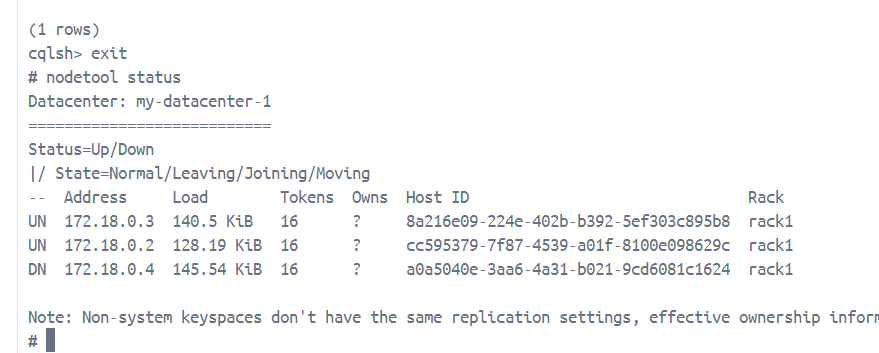 (1 rows)
cqlsh> exit
# nodetool status
Datacenter: my-datacenter-1
===========================
Status=Up/Down
|/ State=Normal/Leaving/Joining/Moving
--  Address     Load        Tokens  Owns  Host ID                               Rack
UN  172.18.0.3  140.5 KiB   16      ?     8a216e09-224e-402b-b392-5ef303c895b8  rack1
UN  172.18.0.2  128.19 KiB  16      ?     cc595379-7f87-4539-a01f-8100e098629c  rack1
DN  172.18.0.4  145.54 KiB  16      ?     a0a5040e-3aa6-4a31-b021-9cd6081c1624  rack1
Note: Non-system keyspaces don't have the same replication settings, effective ownership infor
#